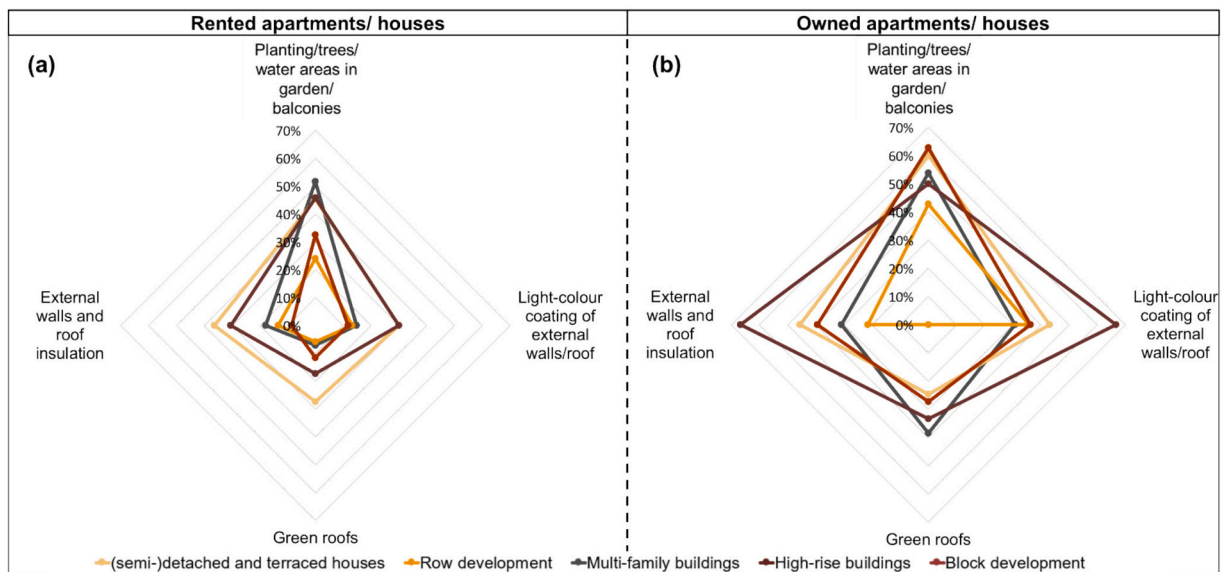 Rented apartments/ houses
Owned apartments/ houses
(a)
Planting/trees/
water areas in
garden/
balconies
70%
60%
50%
40%
30%
20%
10%
0%
External
walls and
roof
insulation
Light-colour
coating of
external
walls/roof
Green roofs
(b)
Planting/trees/
water areas in
garden/
balconies
70%
60%
50%
40%
30%
20%
10%
0%
External
walls and
roof
insulation
Light-colour
coating of
external
walls/roof
Green roofs
(semi-)detached and terraced houses
Row development
Multi-family buildings
High-rise buildings
Block development